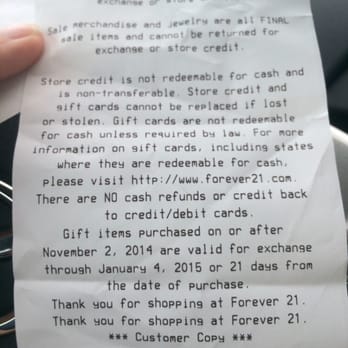 exchange or store
Sale merchandise and jewelry are all FINAL
sale items and cannot be returned for
exchange or store credit.
Store credit is not redeemable for cash and
is non-transferable. Store credit and
gift cards cannot be replaced if lost
or stolen. Gift cards are not redeemable
for cash unless required by law. For more
information on gift cards, including states
where they are redeemable for cash,
please visit http://www.forever21.com.
There are NO cash refunds or credit back
to credit/debit cards.
Gift items purchased on or after
November 2, 2014 are valid for exchange
through January 4, 2015 or 21 days from
the date of purchase.
Thank you for shopping at Forever 21.
Thank you for shopping at Forever 21.
*** Customer Copy ***